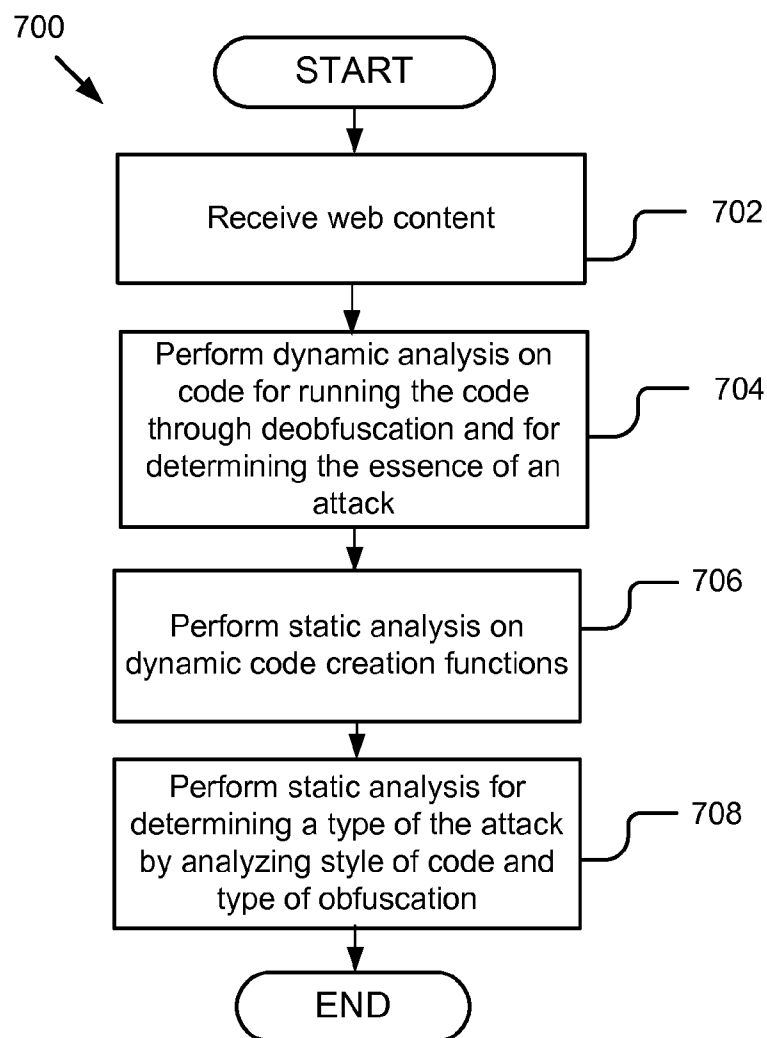 700
START
Receive web content
702
Perform dynamic analysis on
code for running the code
through deobfuscation and for
determining the essence of an
attack
704
Perform static analysis on
dynamic code creation functions
706
Perform static analysis for
determining a type of the attack
by analyzing style of code and
type of obfuscation
708
END